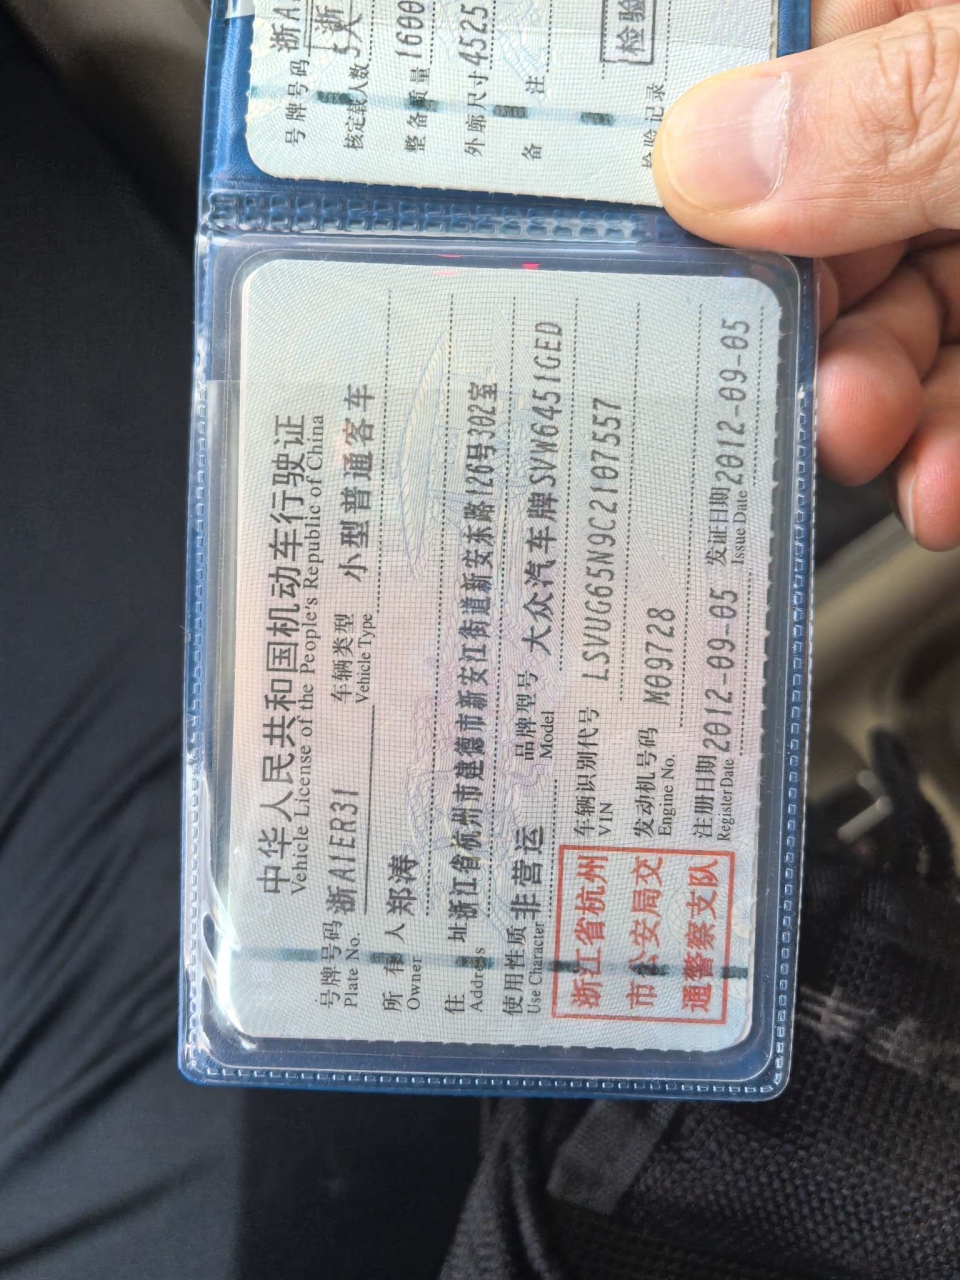 中华人民共和国机动车行驶证
Vehicle License of the People's Republic of China
号牌号码 浙A1ER31 车辆类型 小型普通客车
Plate No. Vehicle Type
所有人 郑涛
Owner
住址 浙江省杭州市建德市新安江街道新安东路126号302室
Address
使用性质 非营运 品牌型号 大众汽车牌SVW6451GED
Use Character Model
浙江省杭州
市公安局交
通警察支队
车辆识别代号 LSVUG65N9C2107557
VIN
发动机号码 M09728
Engine No.
注册日期 2012-09-05 发证日期 2012-09-05
Register Date Issue Date
号牌号码 浙A1
核定载人数 5人
整备质量 1600
外廓尺寸 4525
备注
检验记录
检验
浙